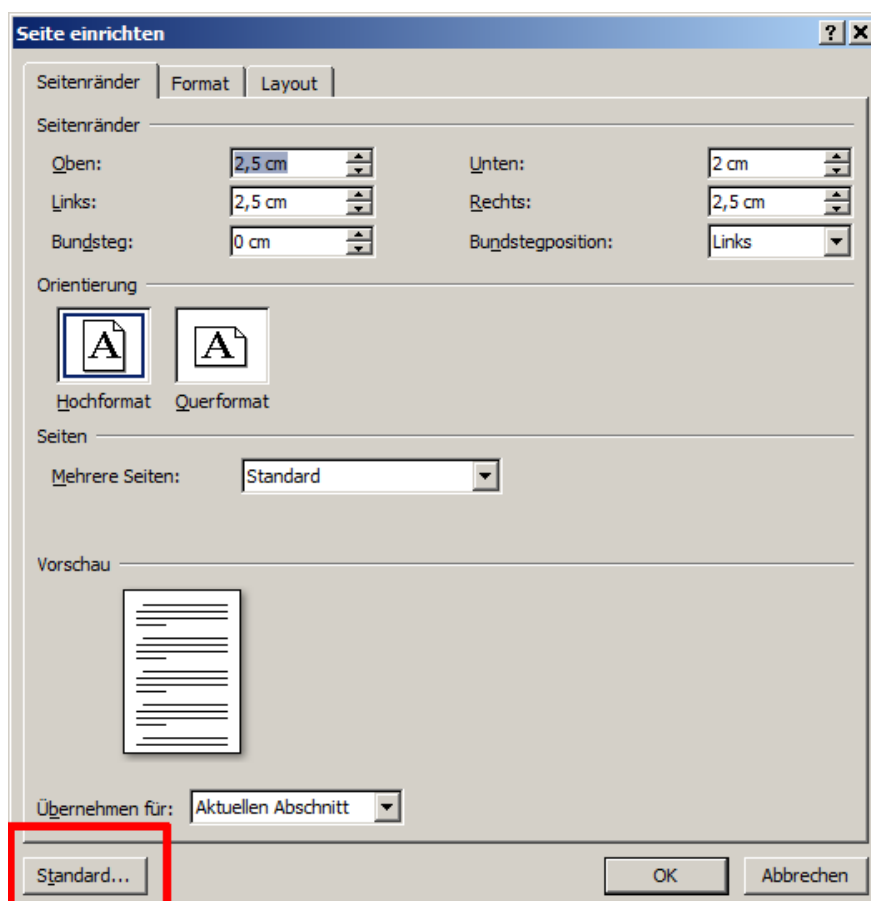 Seite einrichten
Seitenränder Format Layout
Seitenränder
Oben: 2,5 cm Unten: 2 cm
Links: 2,5 cm Rechts: 2,5 cm
Bundsteg: 0 cm Bundstegposition: Links
Orientierung
A A
Hochformat Querformat
Seiten
Mehrere Seiten: Standard
Vorschau
Übernehmen für: Aktuellen Abschnitt
Standard... OK Abbrechen